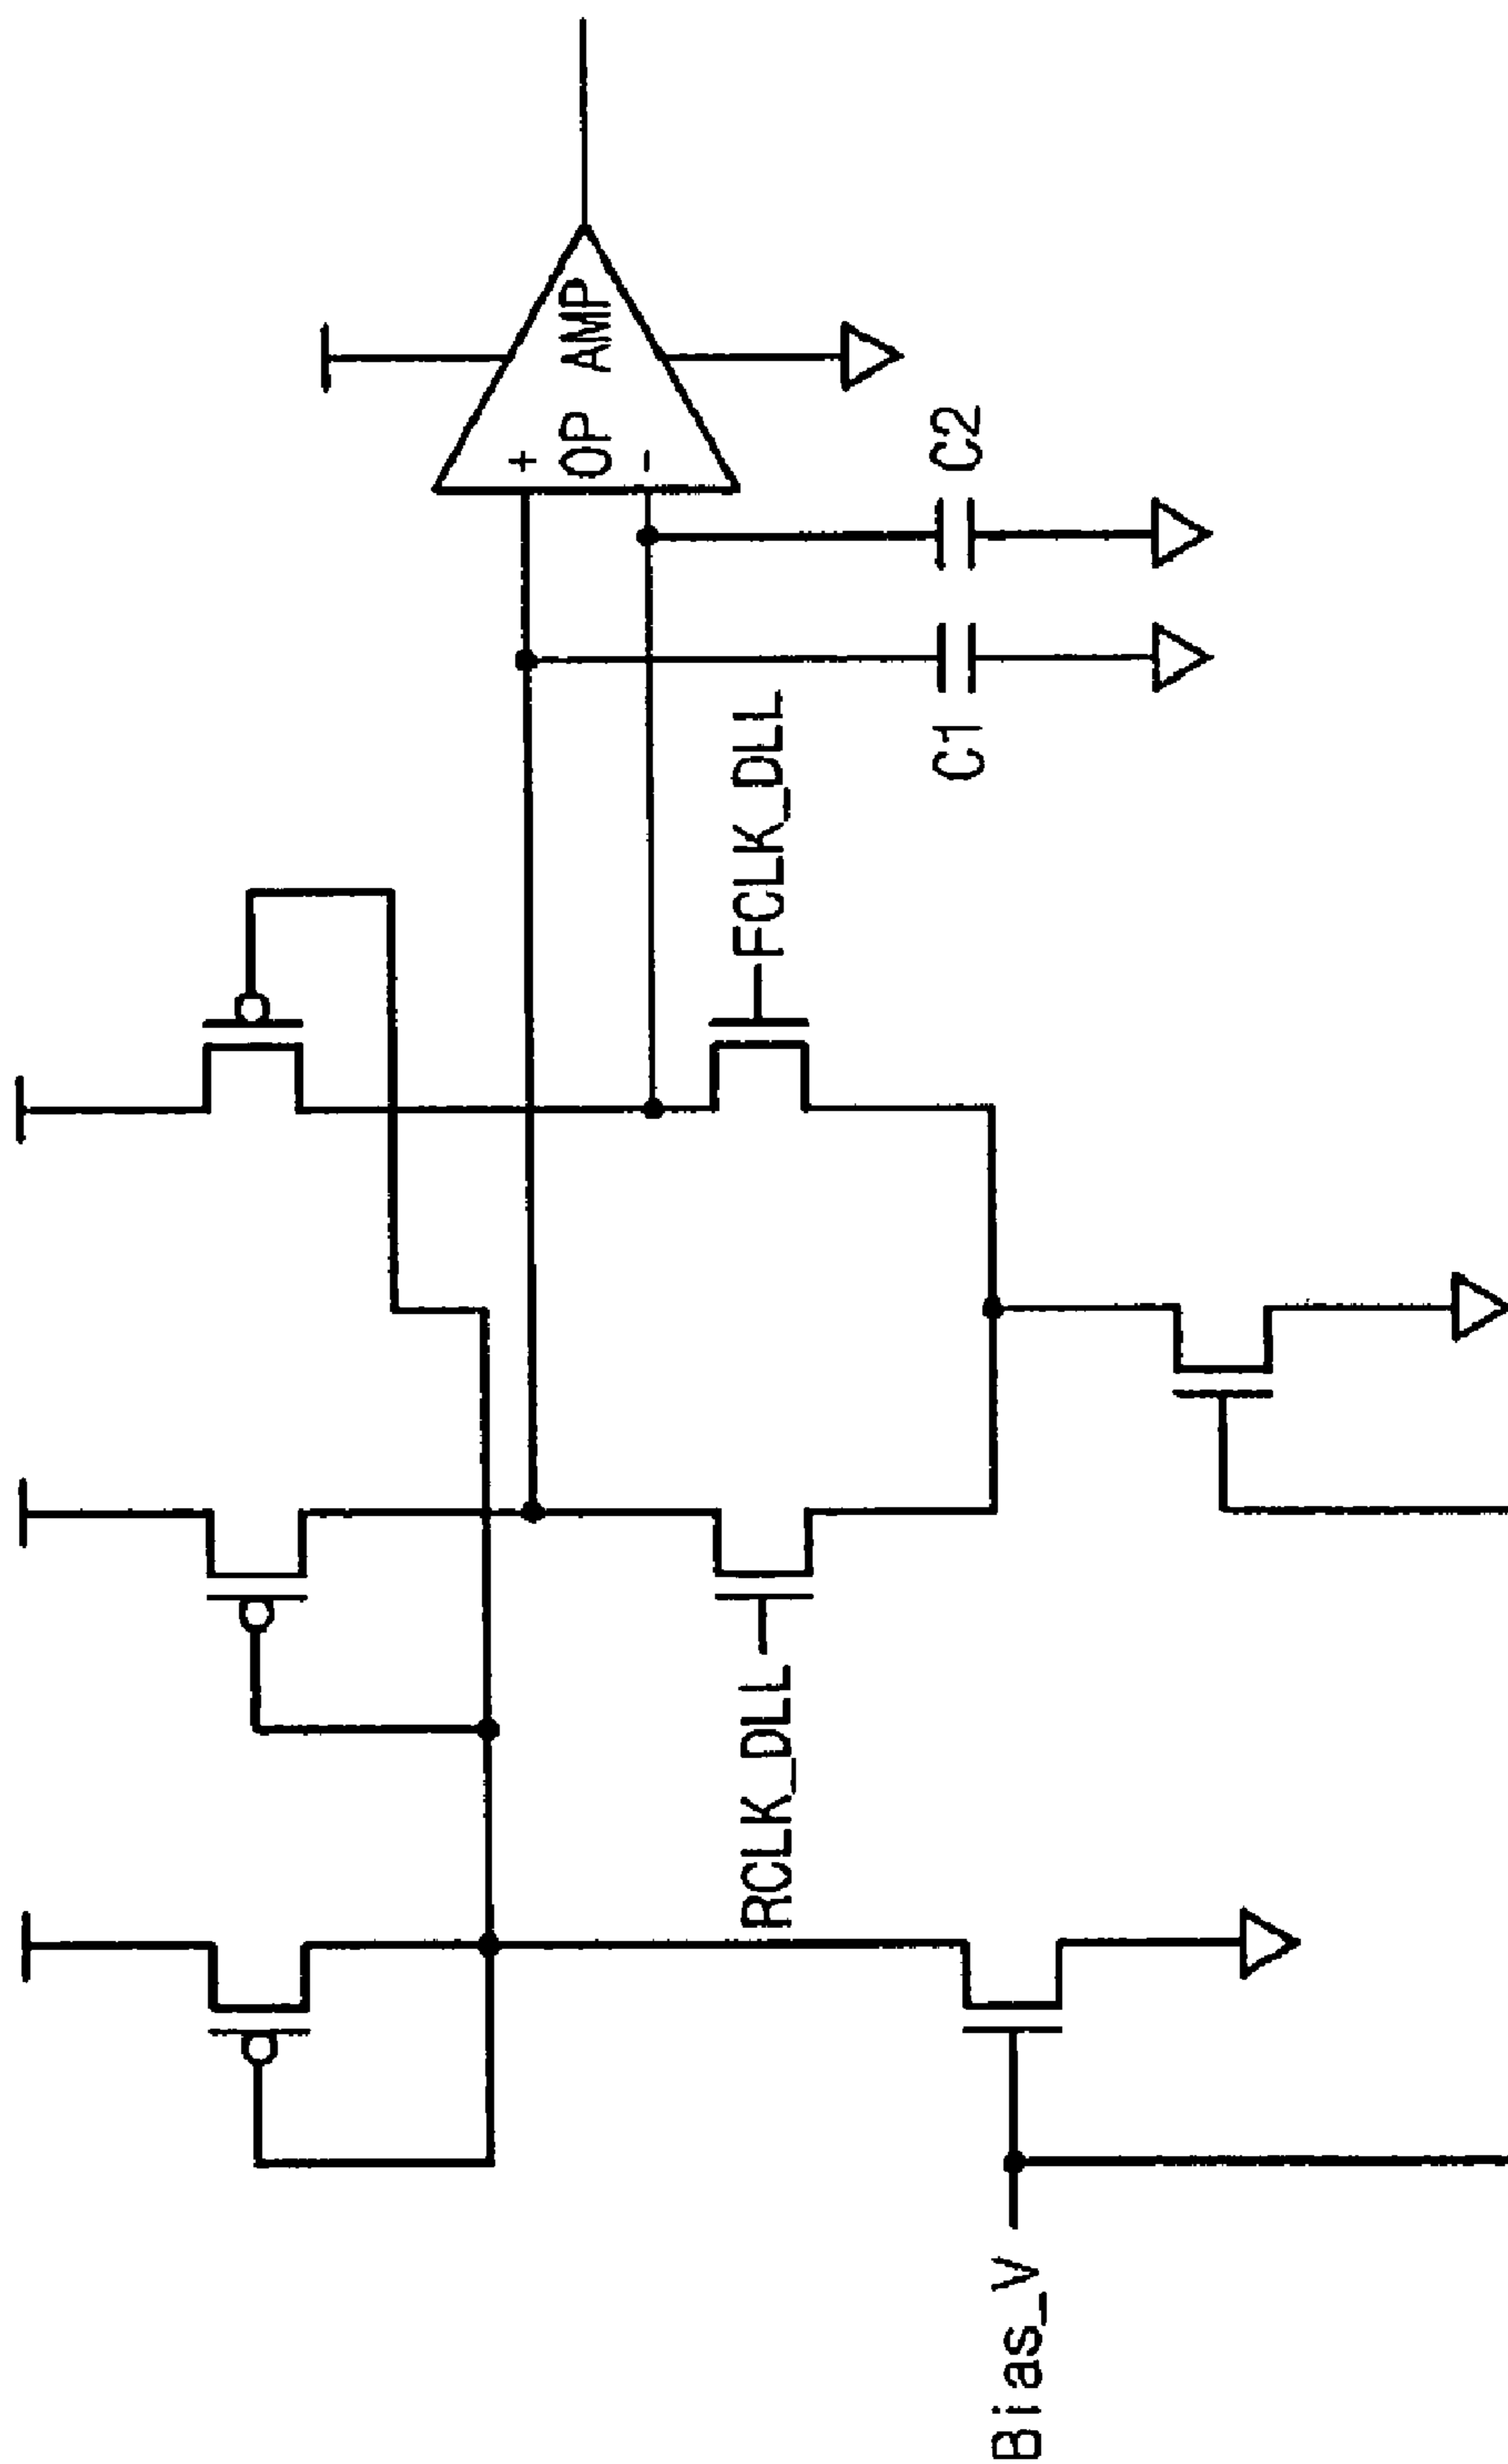 +
OP AMP
-
C2
C1
FCLK_DLL
RCLK_DLL
Bias_V